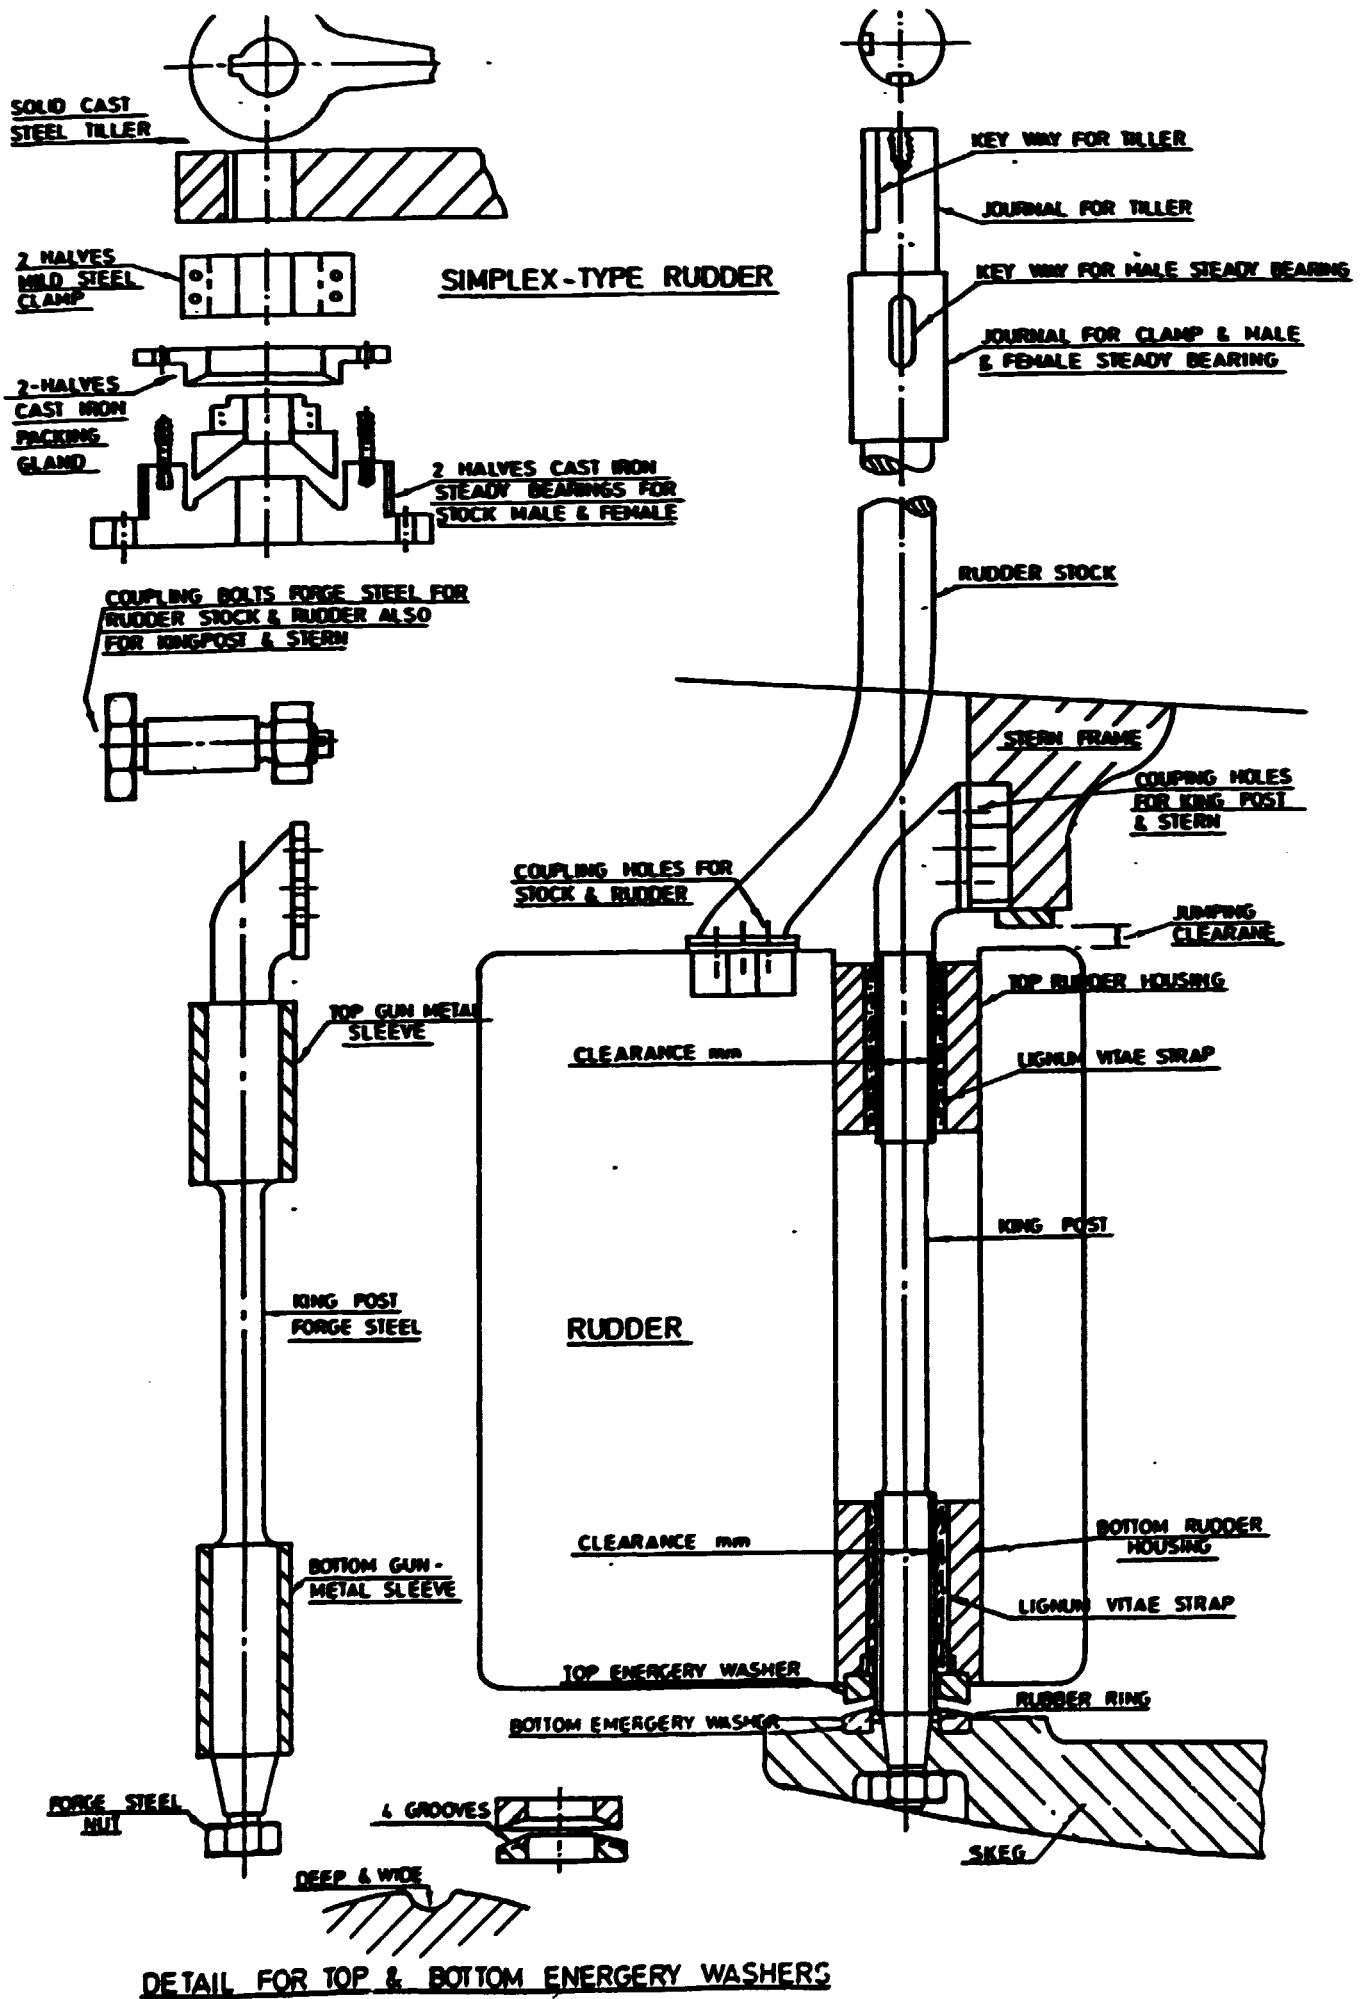 SOLID CAST
STEEL TILLER
2 HALVES
MILD STEEL
CLAMP
SIMPLEX-TYPE RUDDER
2-HALVES
CAST IRON
PACKING
GLAND
2 HALVES CAST IRON
STEADY BEARINGS FOR
STOCK MALE & FEMALE
COUPLING BOLTS FORGE STEEL FOR
RUDDER STOCK & RUDDER ALSO
FOR KINGPOST & STERN
KEY WAY FOR TILLER
JOURNAL FOR TILLER
KEY WAY FOR MALE STEADY BEARING
JOURNAL FOR CLAMP & MALE
& FEMALE STEADY BEARING
RUDDER STOCK
STERN FRAME
COUPING HOLES
FOR KING POST
& STERN
COUPLING HOLES FOR
STOCK & RUDDER
JUMPING
CLEARANE
TOP RUDDER HOUSING
TOP GUN METAL
SLEEVE
CLEARANCE mm
LIGNUM VITAE STRAP
KING POST
KING POST
FORGE STEEL
RUDDER
CLEARANCE mm
BOTTOM RUDDER
HOUSING
BOTTOM GUN-
METAL SLEEVE
LIGNUM VITAE STRAP
TOP ENERGERY WASHER
RUBBER RING
BOTTOM EMERGERY WASHER
FORGE STEEL
NUT
4 GROOVES
SKEG
DEEP & WIDE
DETAIL FOR TOP & BOTTOM ENERGERY WASHERS